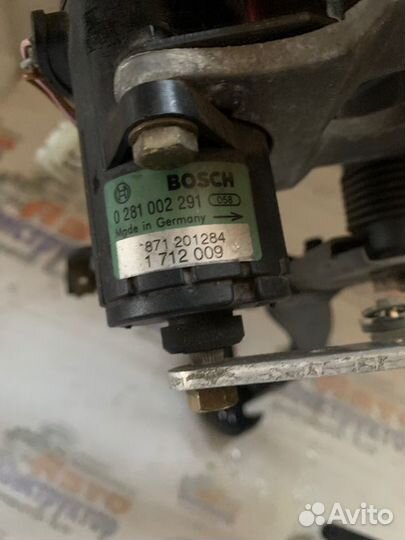 BOSCH
0 281 002 291 058
Made in Germany
871 201284
1 712 009
Avito